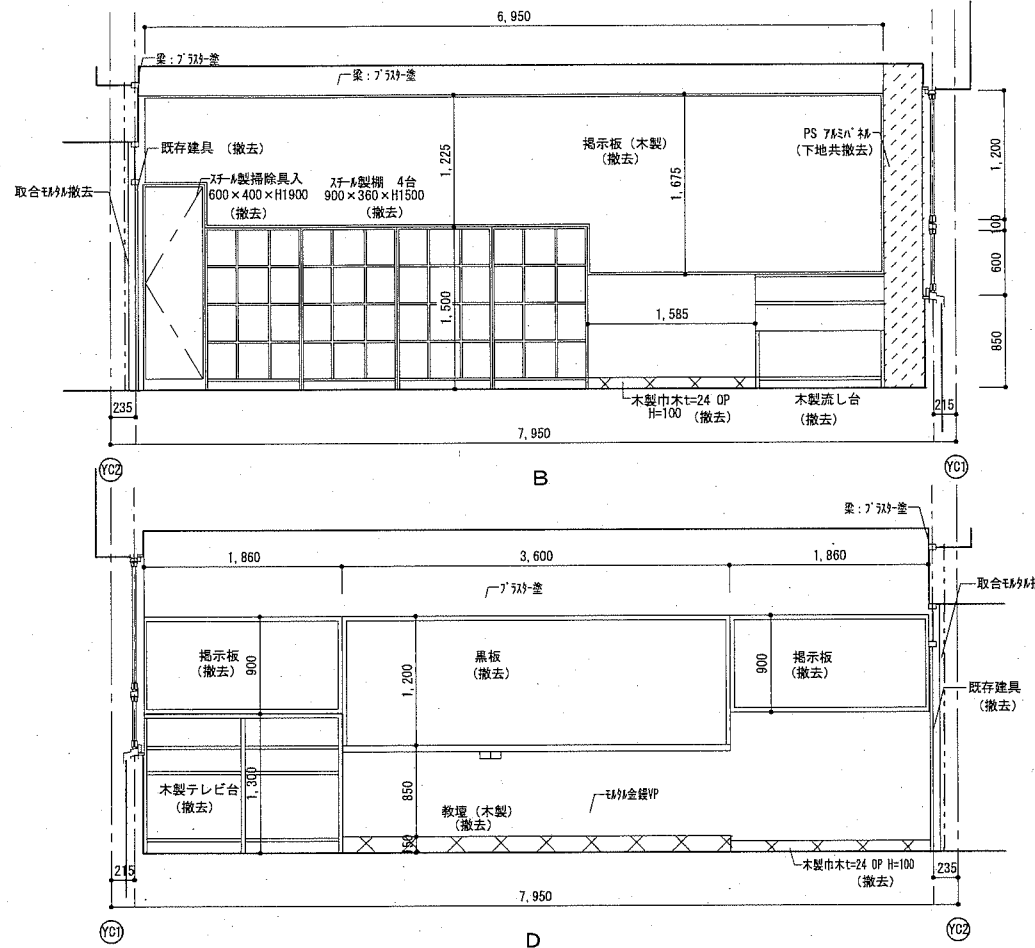 6,950
梁：プラスター塗
梁：プラスター塗
既存建具 （撤去）
取合モルタル撤去
スチール製掃除具入
600×400×H1900
（撤去）
スチール製棚 4台
900×360×H1500
（撤去）
1,225
掲示板（木製）
（撤去）
1,675
PS アルミパネル
（下地共撤去）
1,200
100
600
850
1,500
1,585
木製巾木t=24 OP
H=100 （撤去）
木製流し台
（撤去）
235
215
7,950
YC2
YC1
B
梁：プラスター塗
1,860
3,600
1,860
プラスター塗
取合モルタル
掲示板
（撤去）
900
黒板
（撤去）
1,200
900
掲示板
（撤去）
既存建具
（撤去）
木製テレビ台
（撤去）
1,300
850
教壇（木製）
（撤去）
モルタル金鏝VP
木製巾木t=24 OP H=100
（撤去）
215
235
7,950
YC1
YC2
D